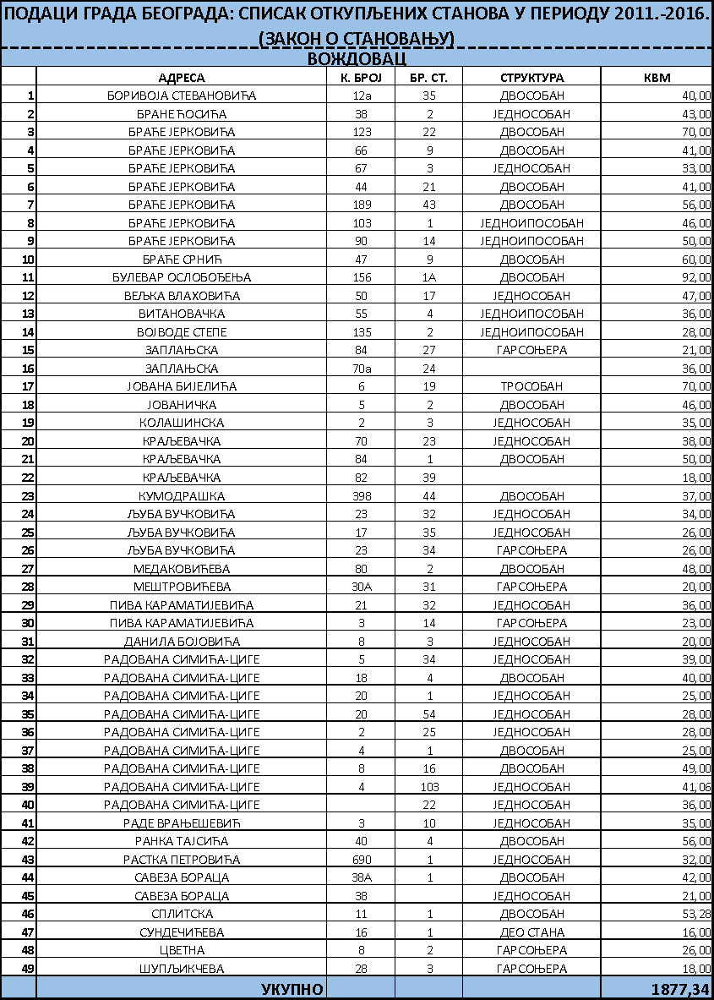 ПОДАЦИ ГРАДА БЕОГРАДА: СПИСАК ОТКУПЉЕНИХ СТАНОВА У ПЕРИОДУ 2011.-2016.
(ЗАКОН О СТАНОВАЊУ)
ВОЖДОВАЦ
АДРЕСА К. БРОЈ БР. СТ. СТРУКТУРА КВМ
1 БОРИВОЈА СТЕВАНОВИЋА 12а 35 ДВОСОБАН 40,00
2 БРАНЕ ЋОСИЋА 38 2 ЈЕДНОСОБАН 43,00
3 БРАЋЕ ЈЕРКОВИЋА 123 22 ДВОСОБАН 70,00
4 БРАЋЕ ЈЕРКОВИЋА 66 9 ДВОСОБАН 41,00
5 БРАЋЕ ЈЕРКОВИЋА 67 3 ЈЕДНОСОБАН 33,00
6 БРАЋЕ ЈЕРКОВИЋА 44 21 ДВОСОБАН 41,00
7 БРАЋЕ ЈЕРКОВИЋА 189 43 ДВОСОБАН 56,00
8 БРАЋЕ ЈЕРКОВИЋА 103 1 ЈЕДНОИПОСОБАН 46,00
9 БРАЋЕ ЈЕРКОВИЋА 90 14 ЈЕДНОИПОСОБАН 50,00
10 БРАЋЕ СРНИЋ 47 9 ДВОСОБАН 60,00
11 БУЛЕВАР ОСЛОБОЂЕЊА 156 1А ДВОСОБАН 92,00
12 ВЕЉКА ВЛАХОВИЋА 50 17 ЈЕДНОСОБАН 47,00
13 ВИТАНОВАЧКА 55 4 ЈЕДНОИПОСОБАН 36,00
14 ВОЈВОДЕ СТЕПЕ 135 2 ЈЕДНОИПОСОБАН 28,00
15 ЗАПЛАЊСКА 84 27 ГАРСОЊЕРА 21,00
16 ЗАПЛАЊСКА 70а 24 36,00
17 ЈОВАНА БИЈЕЛИЋА 6 19 ТРОСОБАН 70,00
18 ЈОВАНИЧКА 5 2 ДВОСОБАН 46,00
19 КОЛАШИНСКА 2 3 ЈЕДНОСОБАН 35,00
20 КРАЉЕВАЧКА 70 23 ЈЕДНОСОБАН 38,00
21 КРАЉЕВАЧКА 84 1 ДВОСОБАН 50,00
22 КРАЉЕВАЧКА 82 39 18,00
23 КУМОДРАШКА 398 44 ДВОСОБАН 37,00
24 ЉУБА ВУЧКОВИЋА 23 32 ЈЕДНОСОБАН 34,00
25 ЉУБА ВУЧКОВИЋА 17 35 ЈЕДНОСОБАН 26,00
26 ЉУБА ВУЧКОВИЋА 23 34 ГАРСОЊЕРА 26,00
27 МЕДАКОВИЋЕВА 80 2 ДВОСОБАН 48,00
28 МЕШТРОВИЋЕВА 30А 31 ГАРСОЊЕРА 20,00
29 ПИВА КАРАМАТИЈЕВИЋА 21 32 ЈЕДНОСОБАН 36,00
30 ПИВА КАРАМАТИЈЕВИЋА 3 14 ГАРСОЊЕРА 23,00
31 ДАНИЛА БОЈОВИЋА 8 3 ЈЕДНОСОБАН 20,00
32 РАДОВАНА СИМИЋА-ЦИГЕ 5 34 ЈЕДНОСОБАН 39,00
33 РАДОВАНА СИМИЋА-ЦИГЕ 18 4 ДВОСОБАН 40,00
34 РАДОВАНА СИМИЋА-ЦИГЕ 20 1 ЈЕДНОСОБАН 25,00
35 РАДОВАНА СИМИЋА-ЦИГЕ 20 54 ЈЕДНОСОБАН 28,00
36 РАДОВАНА СИМИЋА-ЦИГЕ 2 25 ЈЕДНОСОБАН 28,00
37 РАДОВАНА СИМИЋА-ЦИГЕ 4 1 ДВОСОБАН 25,00
38 РАДОВАНА СИМИЋА-ЦИГЕ 8 16 ДВОСОБАН 49,00
39 РАДОВАНА СИМИЋА-ЦИГЕ 4 103 ЈЕДНОСОБАН 41,06
40 РАДОВАНА СИМИЋА-ЦИГЕ 22 ЈЕДНОСОБАН 36,00
41 РАДЕ ВРАЊЕШЕВИЋ 3 10 ЈЕДНОСОБАН 35,00
42 РАНКА ТАЈСИЋА 40 4 ДВОСОБАН 56,00
43 РАСТКА ПЕТРОВИЋА 690 1 ЈЕДНОСОБАН 32,00
44 САВЕЗА БОРАЦА 38А 1 ДВОСОБАН 42,00
45 САВЕЗА БОРАЦА 38 ЈЕДНОСОБАН 21,00
46 СПЛИТСКА 11 1 ДВОСОБАН 53,28
47 СУНДЕЧИЋЕВА 16 1 ДЕО СТАНА 16,00
48 ЦВЕТНА 8 2 ГАРСОЊЕРА 26,00
49 ШУПЉИКЧЕВА 28 3 ГАРСОЊЕРА 18,00
УКУПНО 1877,34